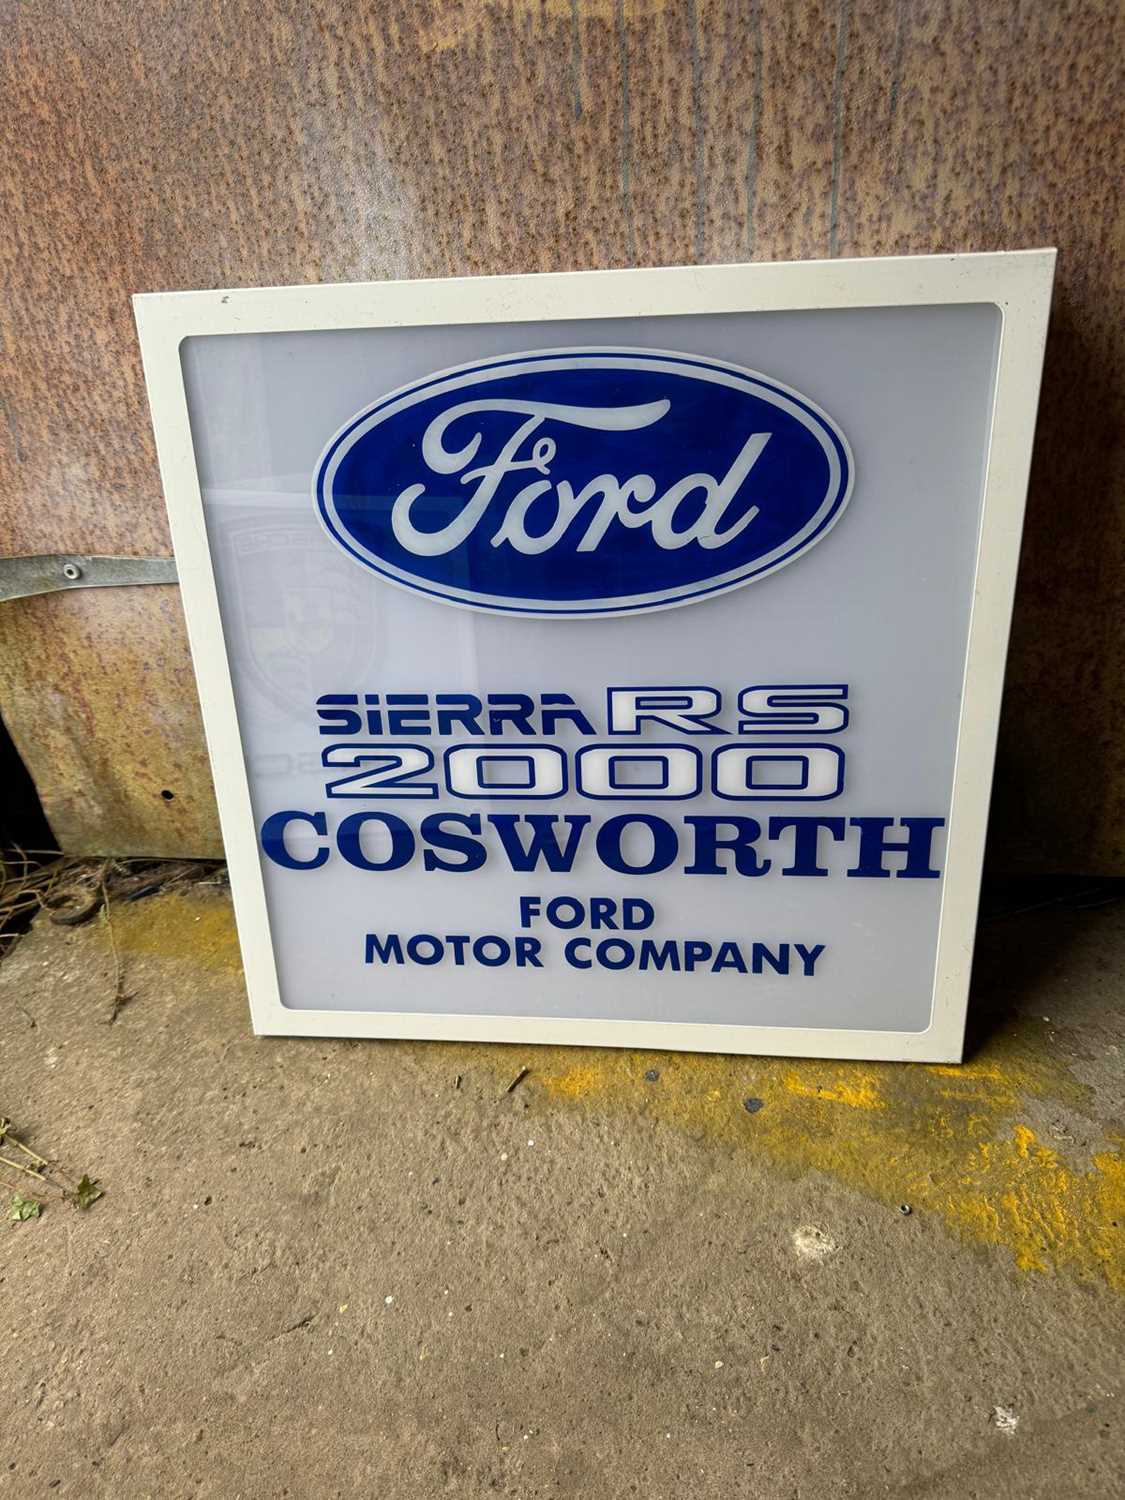 Ford
SiERRA RS
2000
COSWORTH
FORD
MOTOR COMPANY